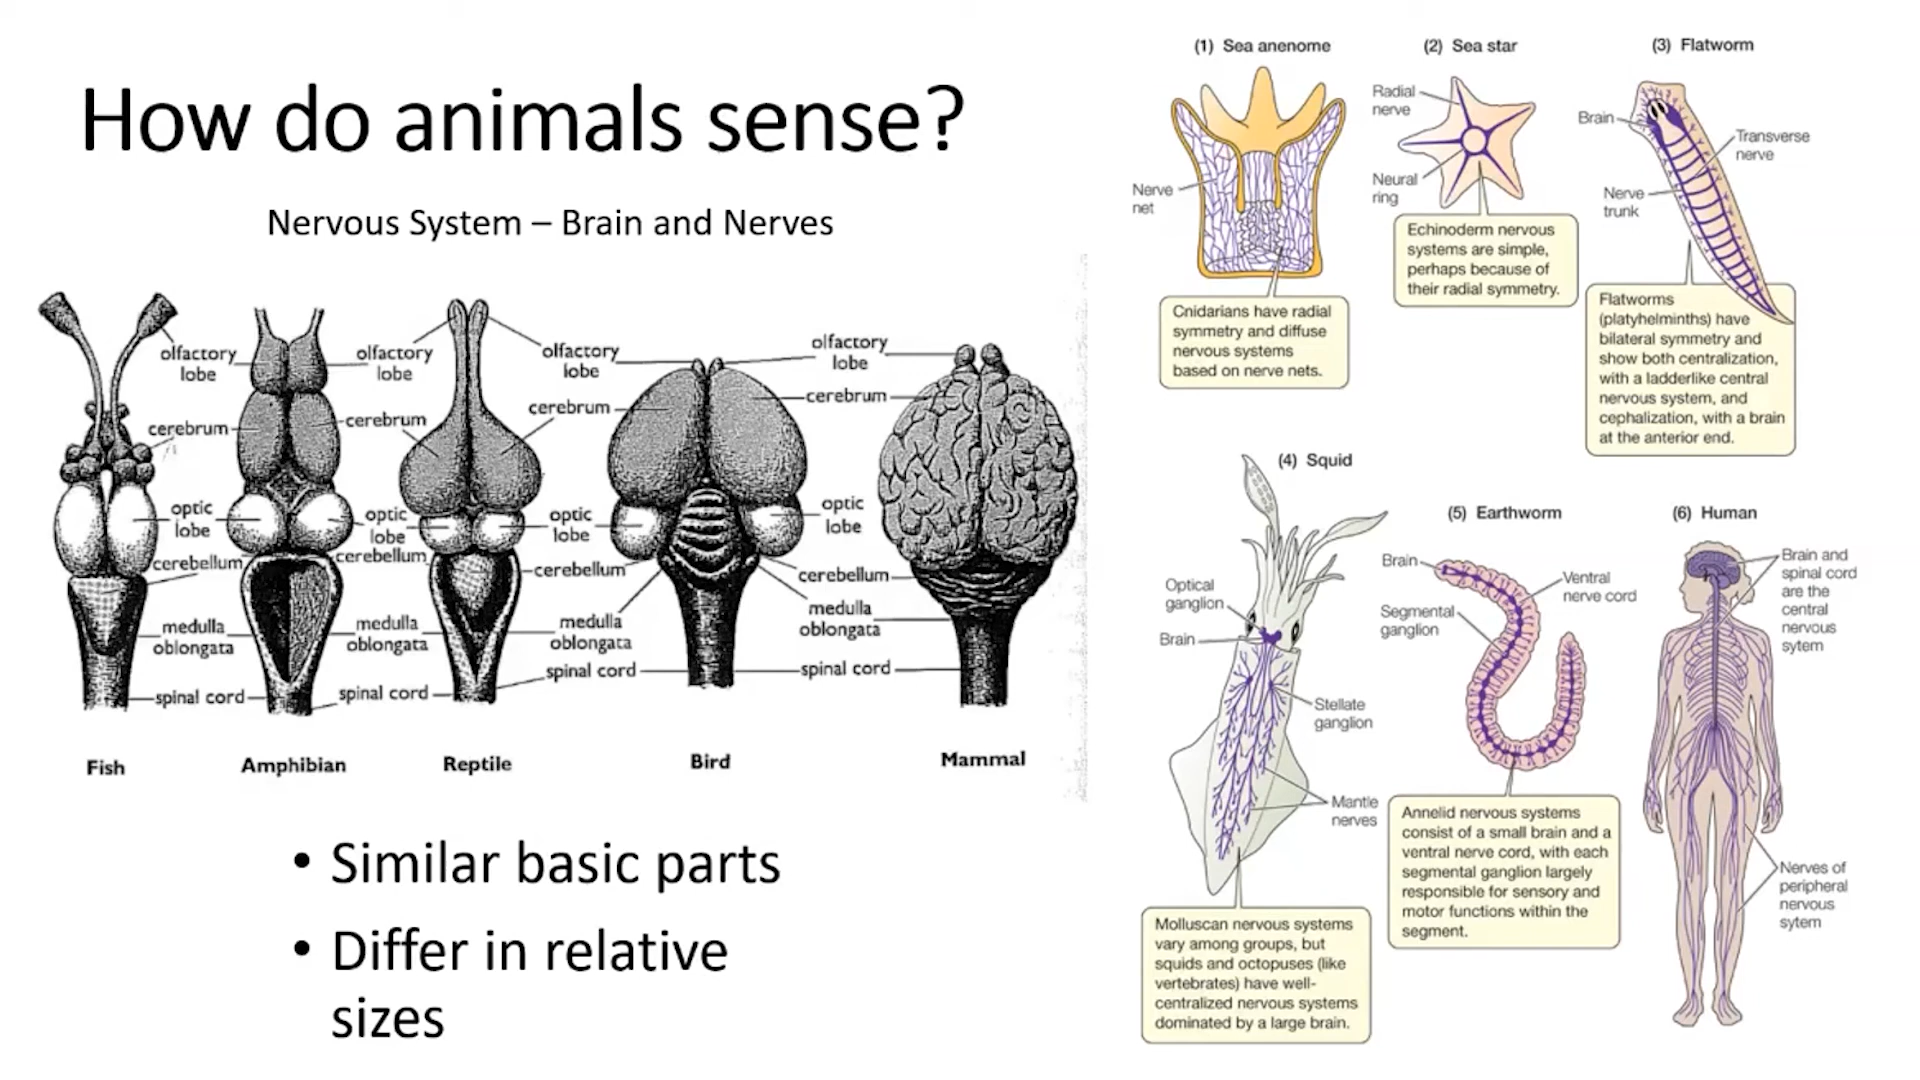 How do animals sense?
Nervous System – Brain and Nerves
olfactory
lobe
olfactory
lobe
olfactory
lobe
olfactory
lobe
cerebrum
cerebrum
cerebrum
cerebrum
optic
lobe
optic
lobe
optic
lobe
optic
lobe
cerebellum
cerebellum
cerebellum
cerebellum
medulla
oblongata
medulla
oblongata
medulla
oblongata
medulla
oblongata
spinal cord
spinal cord
spinal cord
spinal cord
Fish
Amphibian
Reptile
Bird
Mammal
• Similar basic parts
• Differ in relative
sizes
(1) Sea anenome
Nerve
net
Cnidarians have radial
symmetry and diffuse
nervous systems
based on nerve nets.
(2) Sea star
Radial
nerve
Neural
ring
Echinoderm nervous
systems are simple,
perhaps because of
their radial symmetry.
(3) Flatworm
Brain
Transverse
nerve
Nerve
trunk
Flatworms
(platyhelminths) have
bilateral symmetry and
show both centralization,
with a ladderlike central
nervous system, and
cephalization, with a brain
at the anterior end.
(4) Squid
Optical
ganglion
Brain
Stellate
ganglion
Mantle
nerves
Molluscan nervous systems
vary among groups, but
squids and octopuses (like
vertebrates) have well-
centralized nervous systems
dominated by a large brain.
(5) Earthworm
Brain
Ventral
nerve cord
Segmental
ganglion
Annelid nervous systems
consist of a small brain and a
ventral nerve cord, with each
segmental ganglion largely
responsible for sensory and
motor functions within the
segment.
(6) Human
Brain and
spinal cord
are the
central
nervous
sytem
Nerves of
peripheral
nervous
sytem